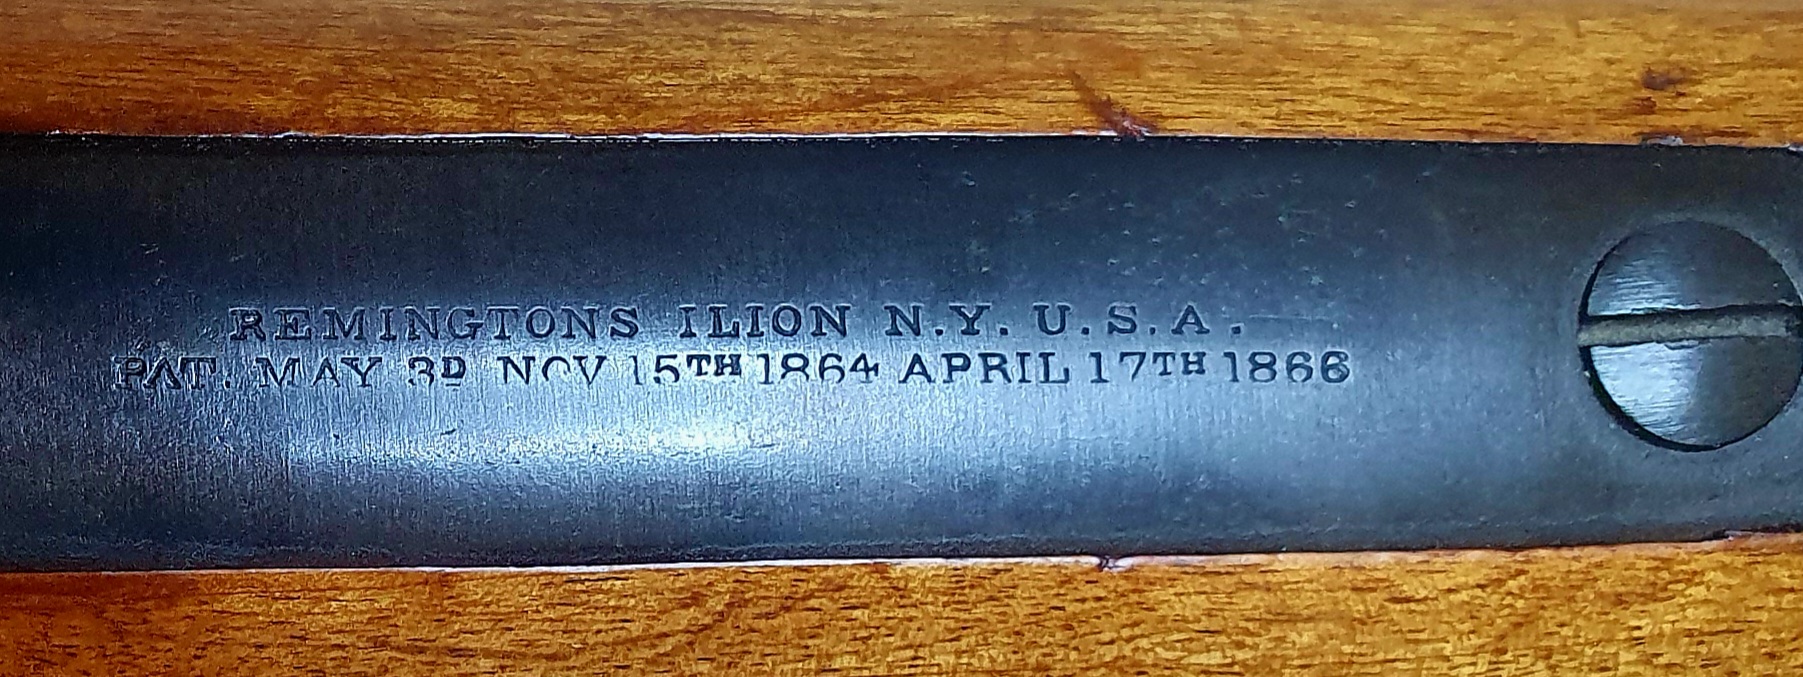 REMINGTONS ILION N.Y. U.S.A.
PAT. MAY 3D NOV 15TH 1864 APRIL 17TH 1866